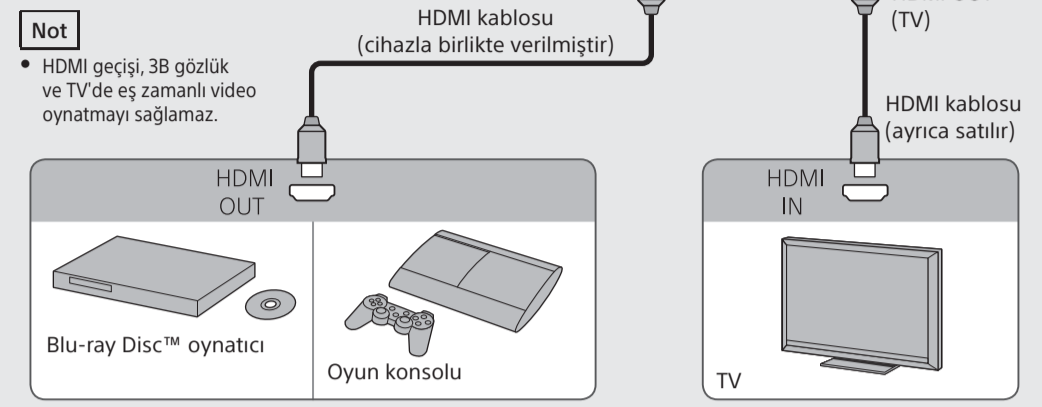 (TV)
HDMI kablosu
(cihazla birlikte verilmiştir)
Not
• HDMI geçişi, 3B gözlük
ve TV'de eş zamanlı video
oynatmayı sağlamaz.
HDMI kablosu
(ayrıca satılır)
HDMI
OUT
HDMI
IN
Blu-ray Disc™ oynatıcı
Oyun konsolu
TV